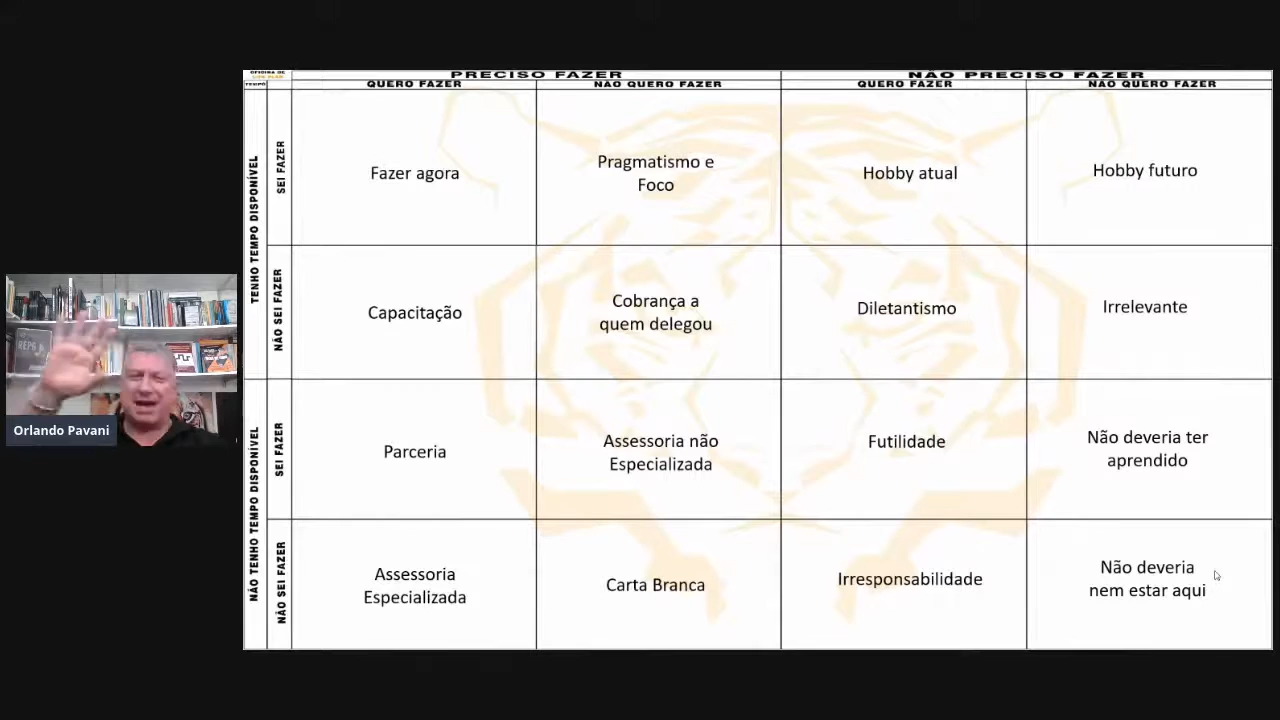 OFICINA DE
PRECISO FAZER
NÃO PRECISO FAZER
TEMPO
QUERO FAZER
NÃO QUERO FAZER
QUERO FAZER
NÃO QUERO FAZER
TENHO TEMPO DISPONÍVEL
SEI FAZER
Fazer agora
Pragmatismo e
Foco
Hobby atual
Hobby futuro
NÃO SEI FAZER
Capacitação
Cobrança a
quem delegou
Diletantismo
Irrelevante
NÃO TENHO TEMPO DISPONÍVEL
SEI FAZER
Parceria
Assessoria não
Especializada
Futilidade
Não deveria ter
aprendido
NÃO SEI FAZER
Assessoria
Especializada
Carta Branca
Irresponsabilidade
Não deveria
nem estar aqui
Orlando Pavani